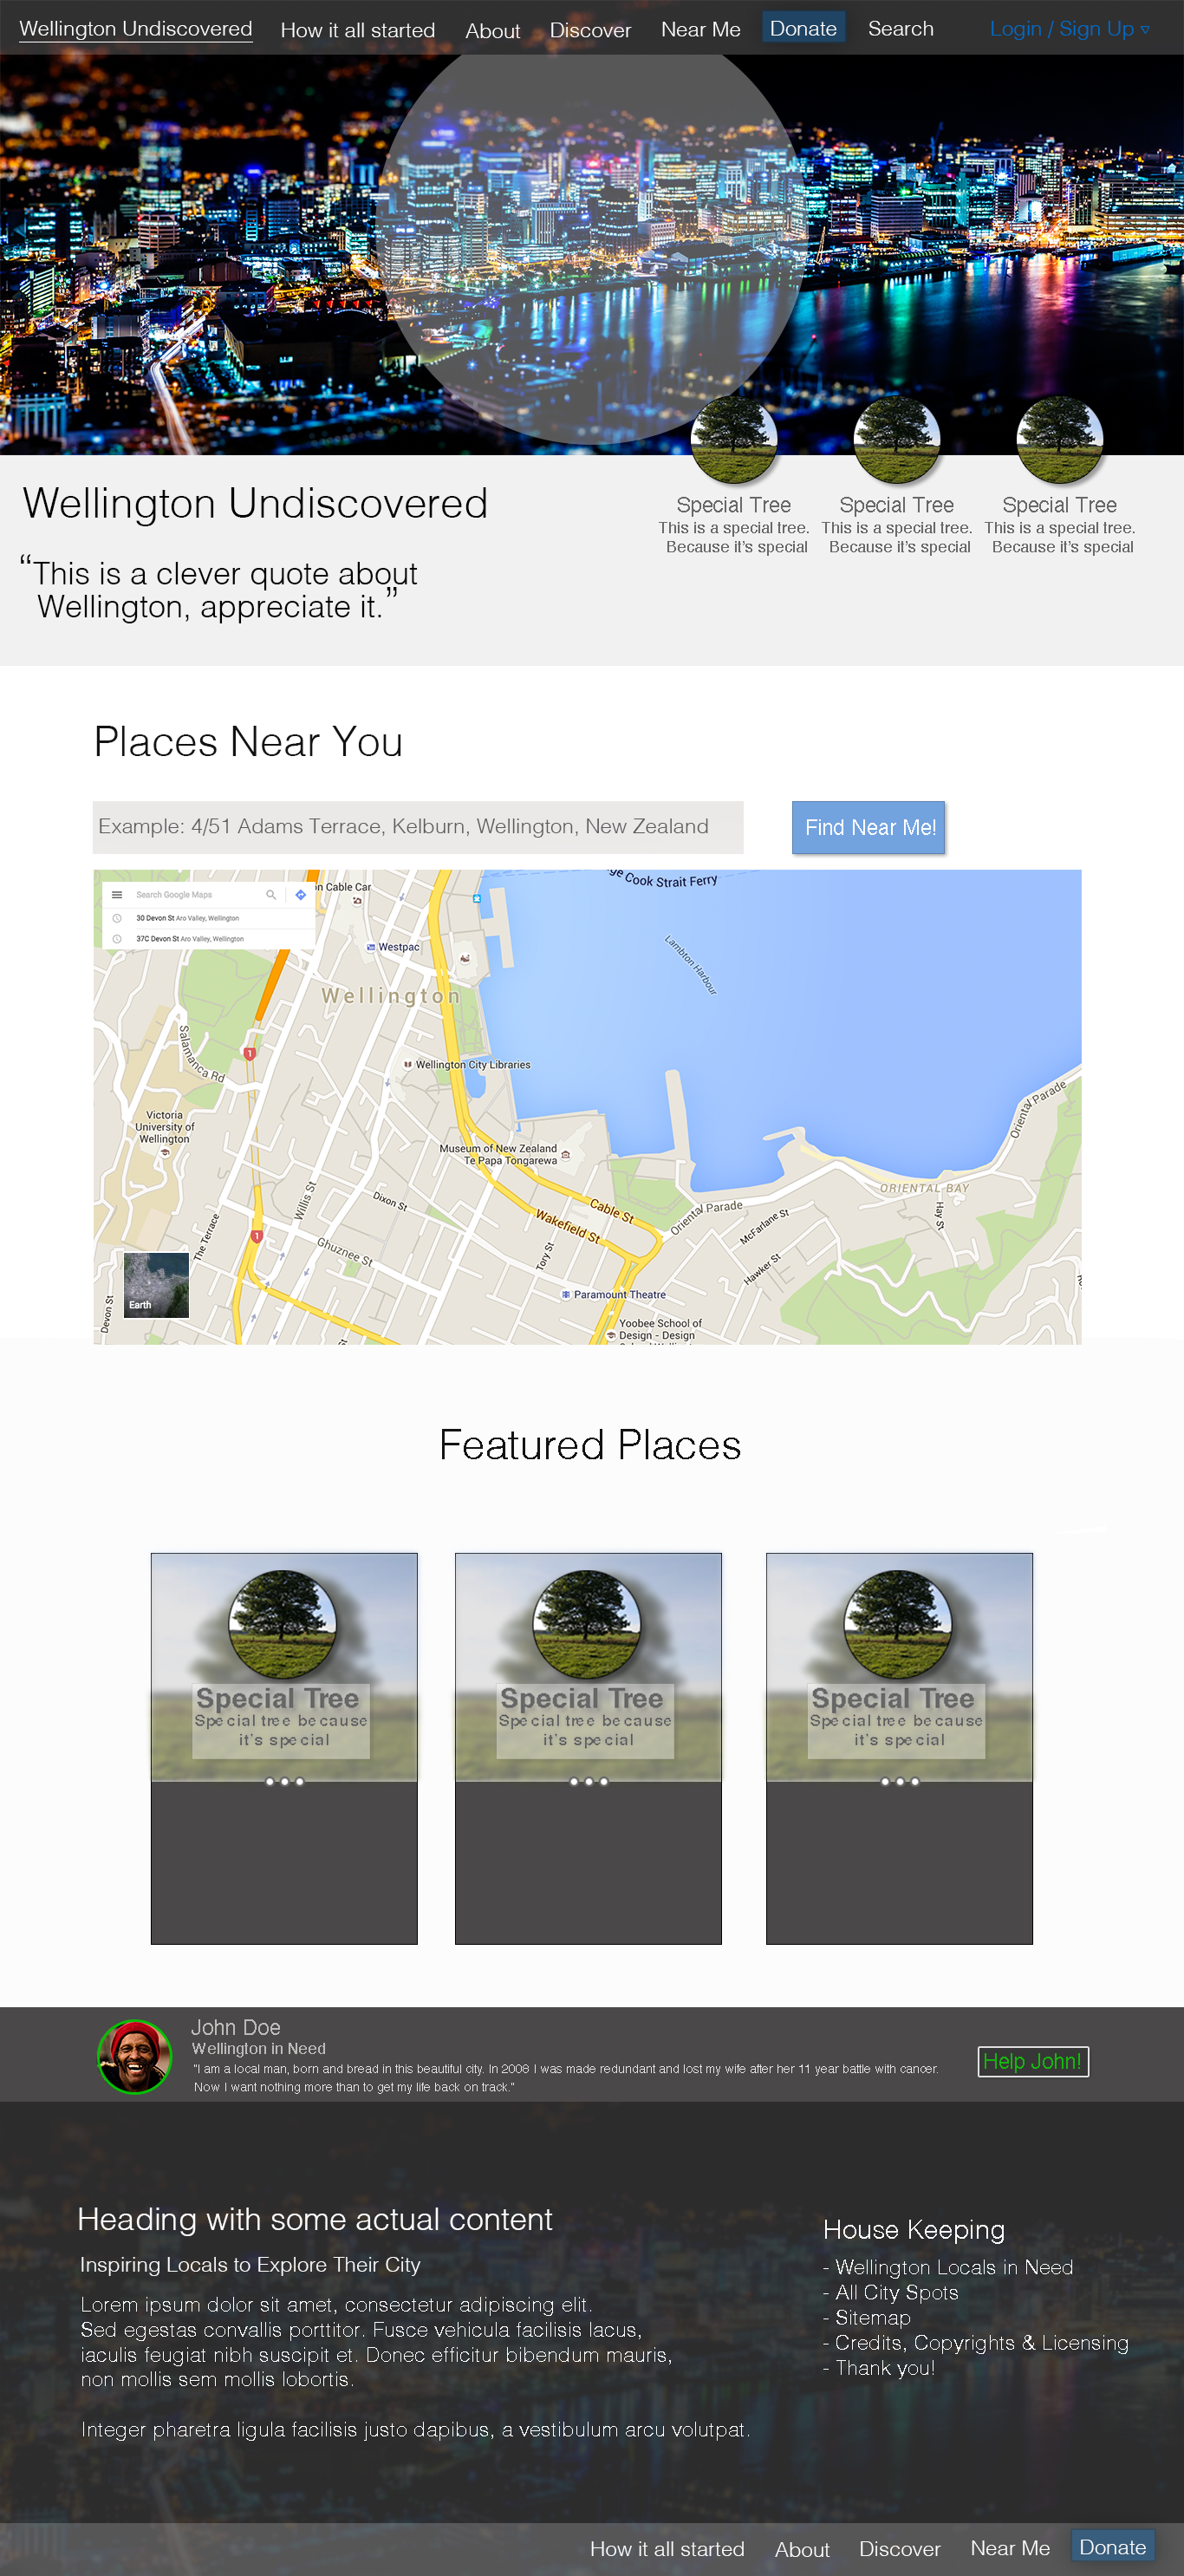 Wellington Undiscovered How it all started About Discover Near Me Donate Search Login / Sign Up
Wellington Undiscovered
“This is a clever quote about
Wellington, appreciate it.”
Special Tree
This is a special tree.
Because it's special
Special Tree
This is a special tree.
Because it's special
Special Tree
This is a special tree.
Because it's special
Places Near You
Example: 4/51 Adams Terrace, Kelburn, Wellington, New Zealand
Find Near Me!
Search Google Maps
30 Devon St Aro Valley, Wellington
37C Devon St Aro Valley, Wellington
on Cable Car
ge Cook Strait Ferry
Westpac
Lambton Harbour
Wellington
1
Salamanca Rd
Wellington City Libraries
Victoria
University of
Wellington
Museum of New Zealand
Te Papa Tongarewa
Oriental Parade
ORIENTAL BAY
Willis St
Dixon St
Cable St
Wakefield St
Oriental Parade
McFarlane St
Hay St
The Terrace
1
Ghuznee St
Tory St
Hawker St
Earth
Devon St
Paramount Theatre
Yoobee School of
Design - Design
Featured Places
Special Tree
Special tree because
it's special
Special Tree
Special tree because
it's special
Special Tree
Special tree because
it's special
John Doe
Wellington in Need
"I am a local man, born and bread in this beautiful city. In 2008 I was made redundant and lost my wife after her 11 year battle with cancer.
Now I want nothing more than to get my life back on track."
Help John!
Heading with some actual content
Inspiring Locals to Explore Their City
Lorem ipsum dolor sit amet, consectetur adipiscing elit.
Sed egestas convallis porttitor. Fusce vehicula facilisis lacus,
iaculis feugiat nibh suscipit et. Donec efficitur bibendum mauris,
non mollis sem mollis lobortis.
Integer pharetra ligula facilisis justo dapibus, a vestibulum arcu volutpat.
House Keeping
- Wellington Locals in Need
- All City Spots
- Sitemap
- Credits, Copyrights & Licensing
- Thank you!
How it all started About Discover Near Me Donate